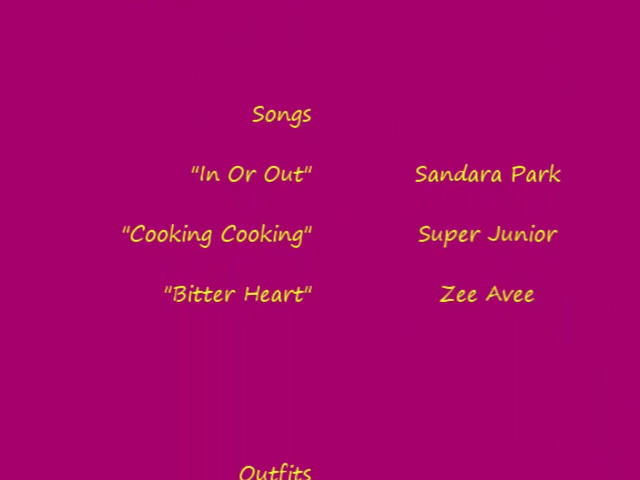 Songs
"In Or Out" Sandara Park
"Cooking Cooking" Super Junior
"Bitter Heart" Zee Avee
Outfits